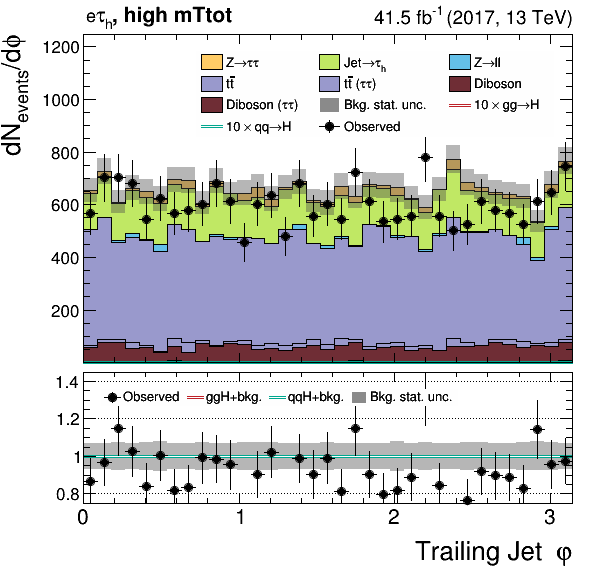 eτh, high mTtot 41.5 fb-1 (2017, 13 TeV)
dNevents/dϕ
1200
1000
800
600
400
200
Z→ττ Jet→τh Z→ll
tt̄ tt̄ (ττ) Diboson
Diboson (ττ) Bkg. stat. unc. 10 × gg→H
10 × qq→H Observed
1.4
1.2
1
0.8
Observed ggH+bkg. qqH+bkg. Bkg. stat. unc.
0 1 2 3
Trailing Jet φ